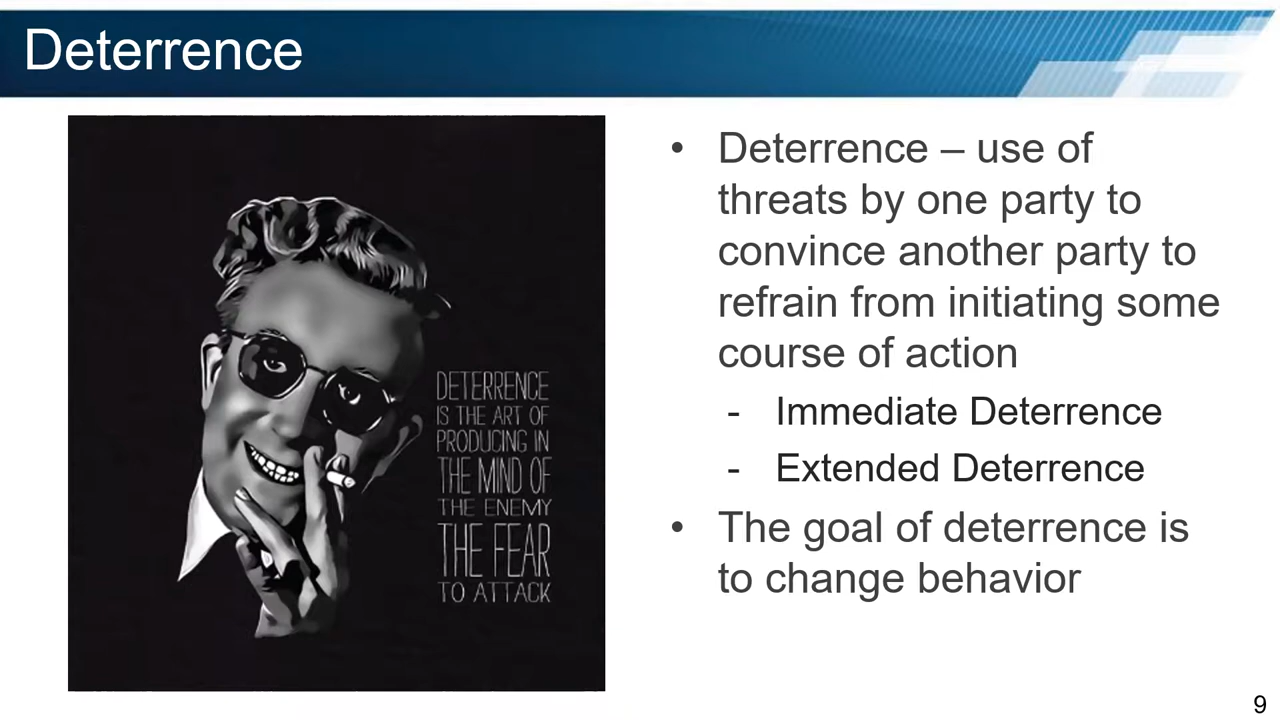 Deterrence
DETERRENCE
IS THE ART OF
PRODUCING IN
THE MIND OF
THE ENEMY
THE FEAR
TO ATTACK
• Deterrence – use of
threats by one party to
convince another party to
refrain from initiating some
course of action
- Immediate Deterrence
- Extended Deterrence
• The goal of deterrence is
to change behavior
9